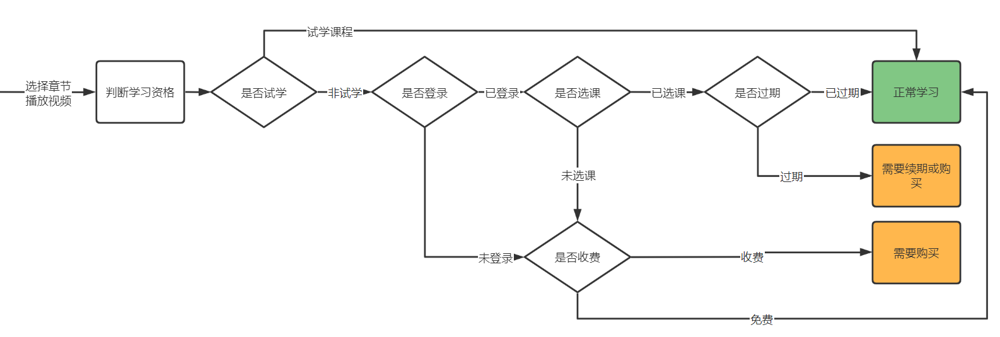 试学课程
选择章节
播放视频
判断学习资格
是否试学
非试学
是否登录
已登录
是否选课
已选课
是否过期
已过期
正常学习
未选课
过期
需要续期或购
买
未登录
是否收费
收费
需要购买
免费